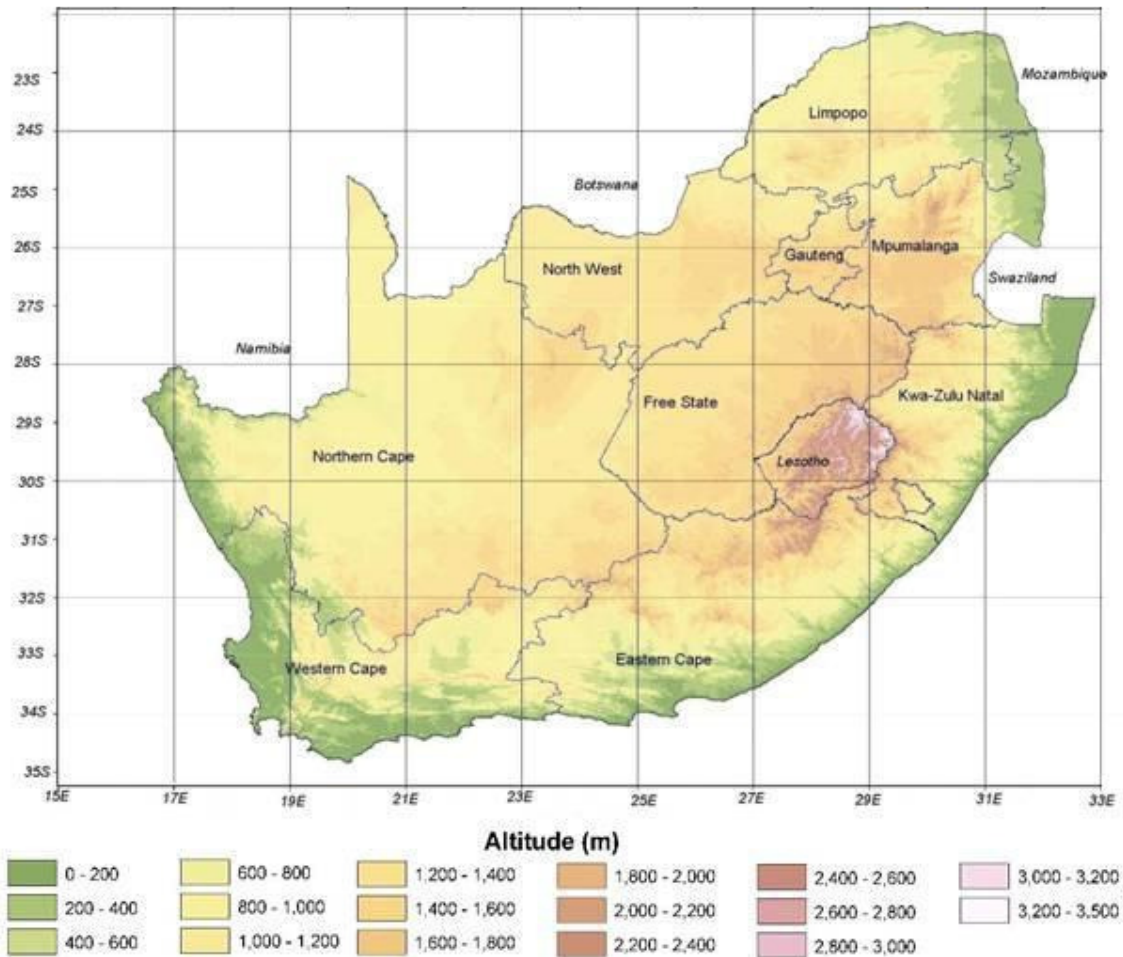 23S
Mozambique
Limpopo
24S
Botswana
25S
26S
North West
Gauteng
Mpumalanga
Swaziland
27S
Namibia
28S
Free State
Kwa-Zulu Natal
29S
Northern Cape
Lesotho
30S
31S
32S
33S
Western Cape
Eastern Cape
34S
35S
15E 17E 19E 21E 23E 25E 27E 29E 31E 33E
Altitude (m)
0 - 200
200 - 400
400 - 600
600 - 800
800 - 1,000
1,000 - 1,200
1,200 - 1,400
1,400 - 1,600
1,600 - 1,800
1,800 - 2,000
2,000 - 2,200
2,200 - 2,400
2,400 - 2,600
2,600 - 2,800
2,800 - 3,000
3,000 - 3,200
3,200 - 3.500